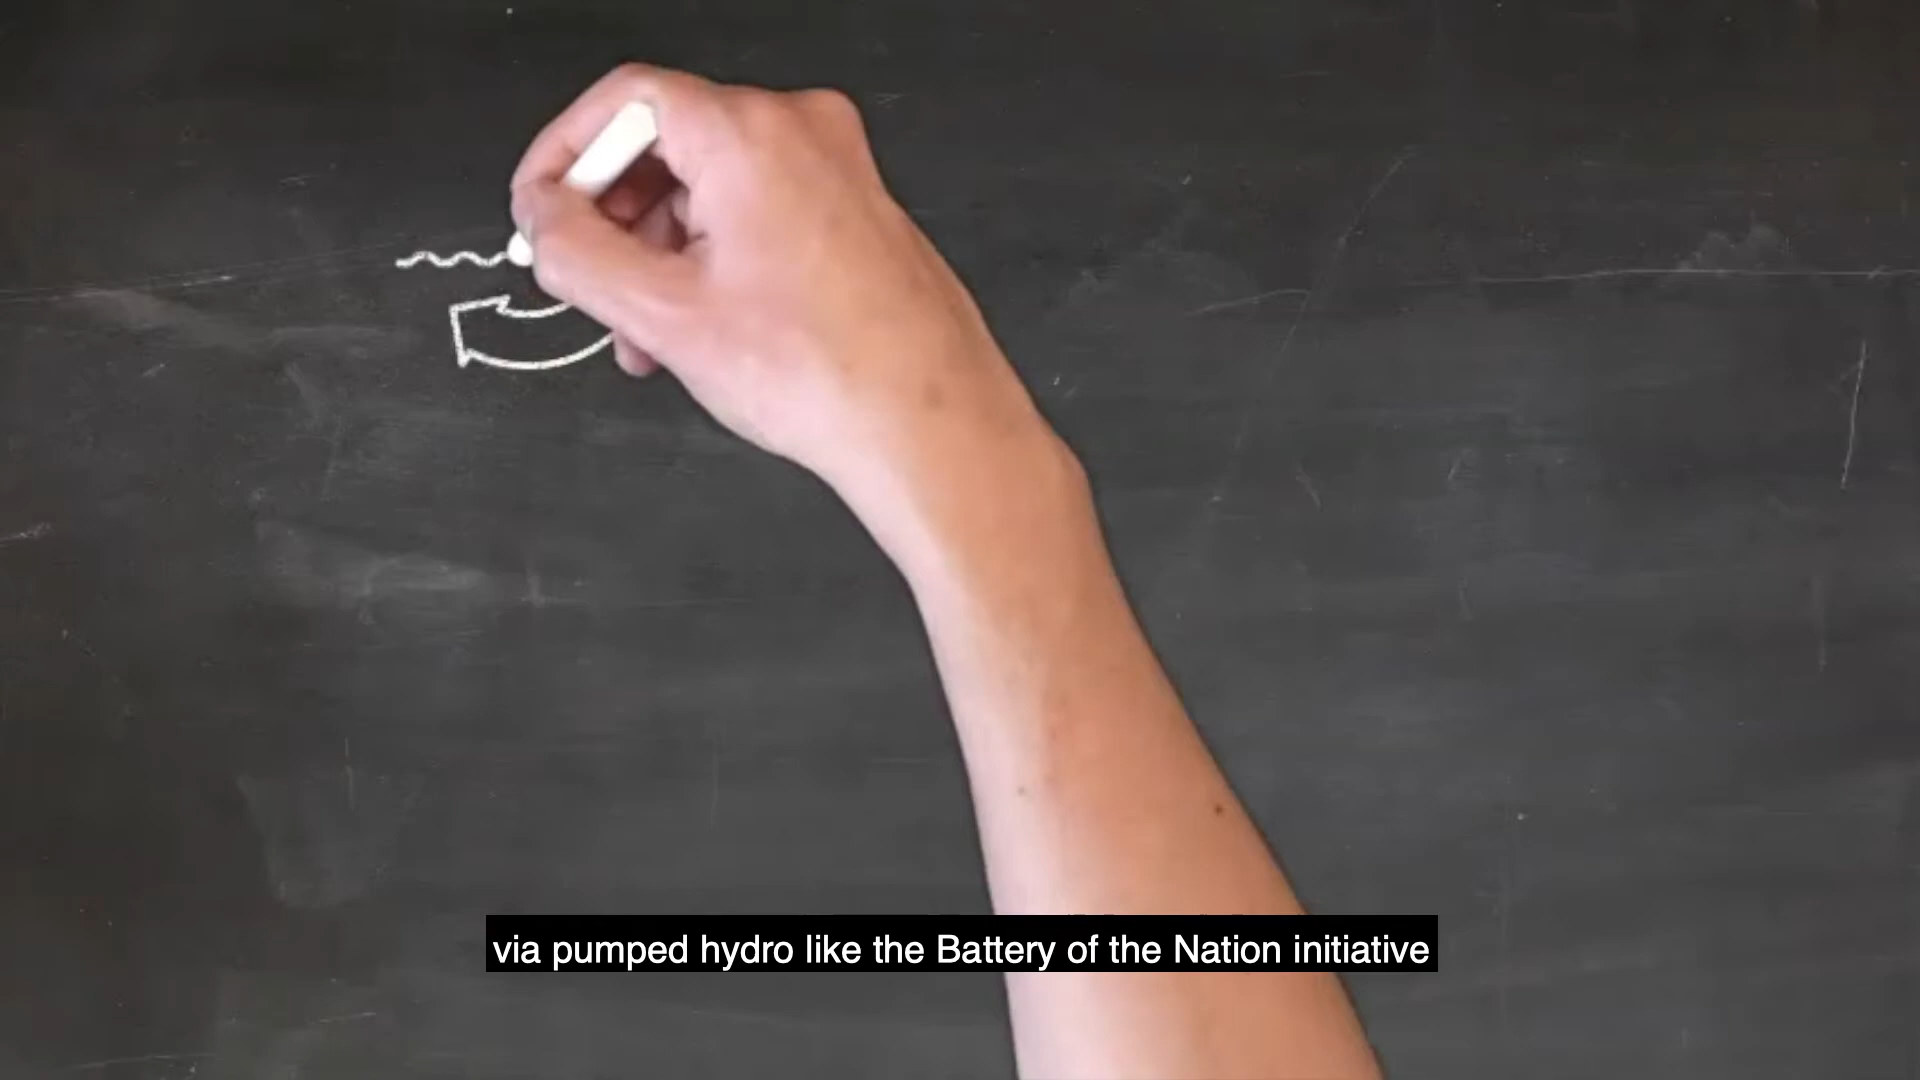 via pumped hydro like the Battery of the Nation initiative